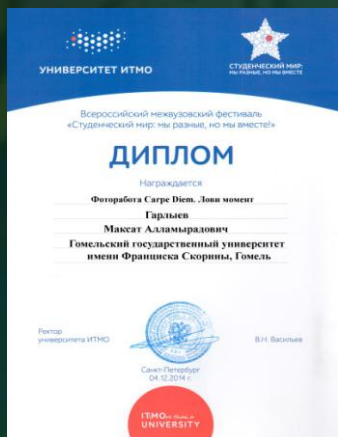 УНИВЕРСИТЕТ ИТМО
СТУДЕНЧЕСКИЙ МИР:
МЫ РАЗНЫЕ, НО МЫ ВМЕСТЕ
Всероссийский межвузовский фестиваль
«Студенческий мир: мы разные, но мы вместе!»
ДИПЛОМ
Награждается
Фоторабота Carpe Diem. Лови момент
Гарлыев
Максат Алламырадович
Гомельский государственный университет
имени Франциска Скорины, Гомель
Ректор
университета ИТМО
В.Н. Васильев
Санкт-Петербург
04.12.2014 г.
ITMO
UNIVERSITY